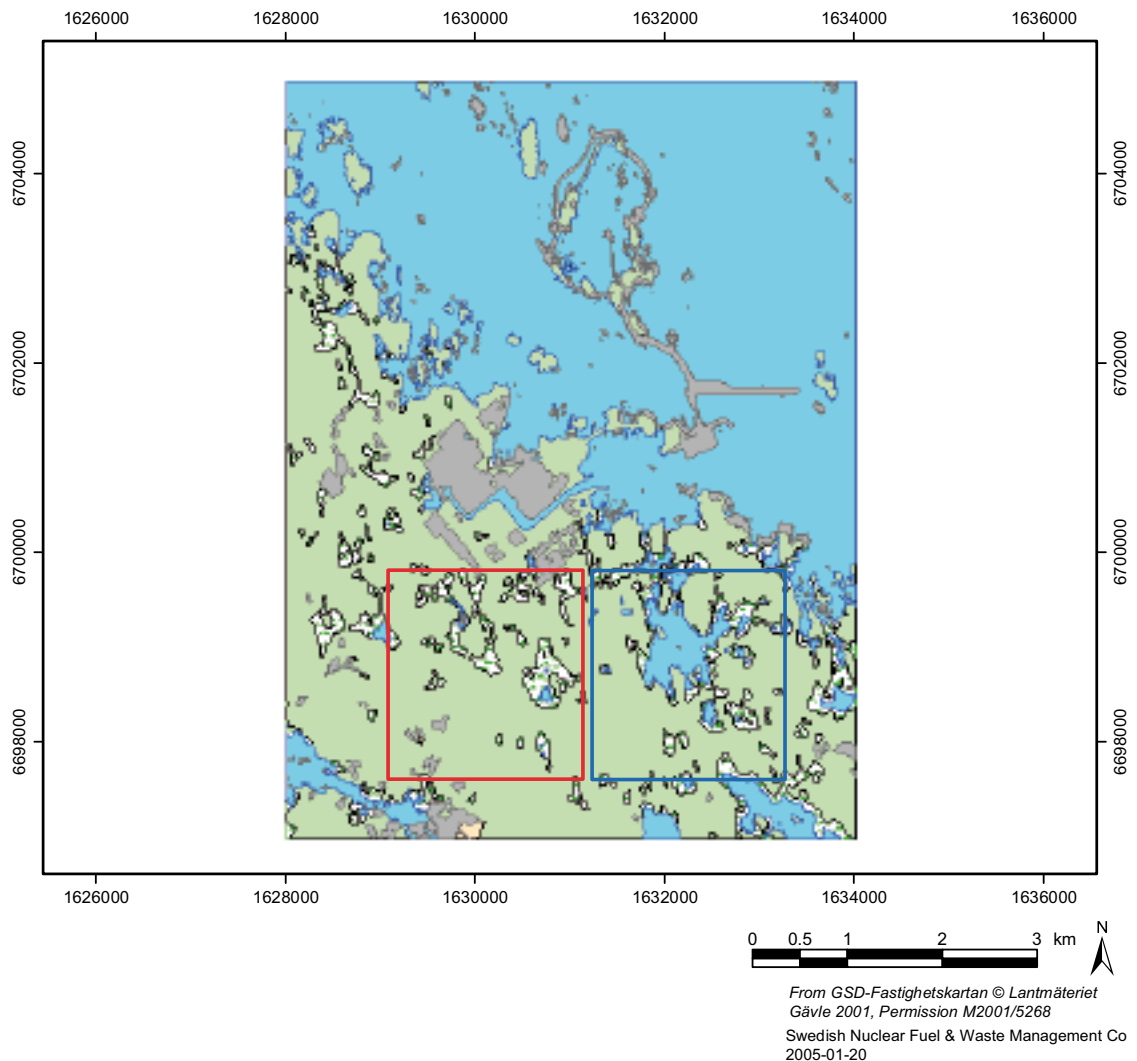 1626000 1628000 1630000 1632000 1634000 1636000
6704000 6704000
6702000 6702000
6700000 6700000
6698000 6698000
1626000 1628000 1630000 1632000 1634000 1636000
N
0 0.5 1 2 3 km
From GSD-Fastighetskartan © Lantmäteriet
Gävle 2001, Permission M2001/5268
Swedish Nuclear Fuel & Waste Management Co
2005-01-20